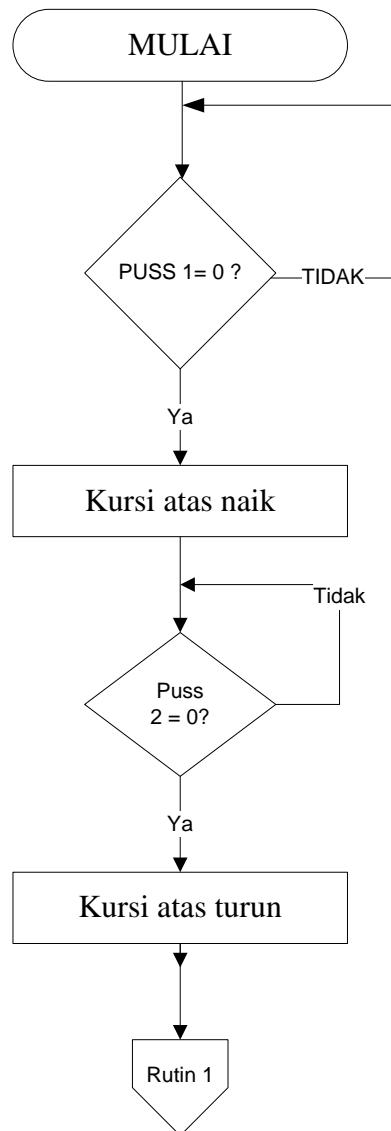 MULAI
PUSS 1= 0 ?
TIDAK
Ya
Kursi atas naik
Tidak
Puss
2 = 0?
Ya
Kursi atas turun
Rutin 1